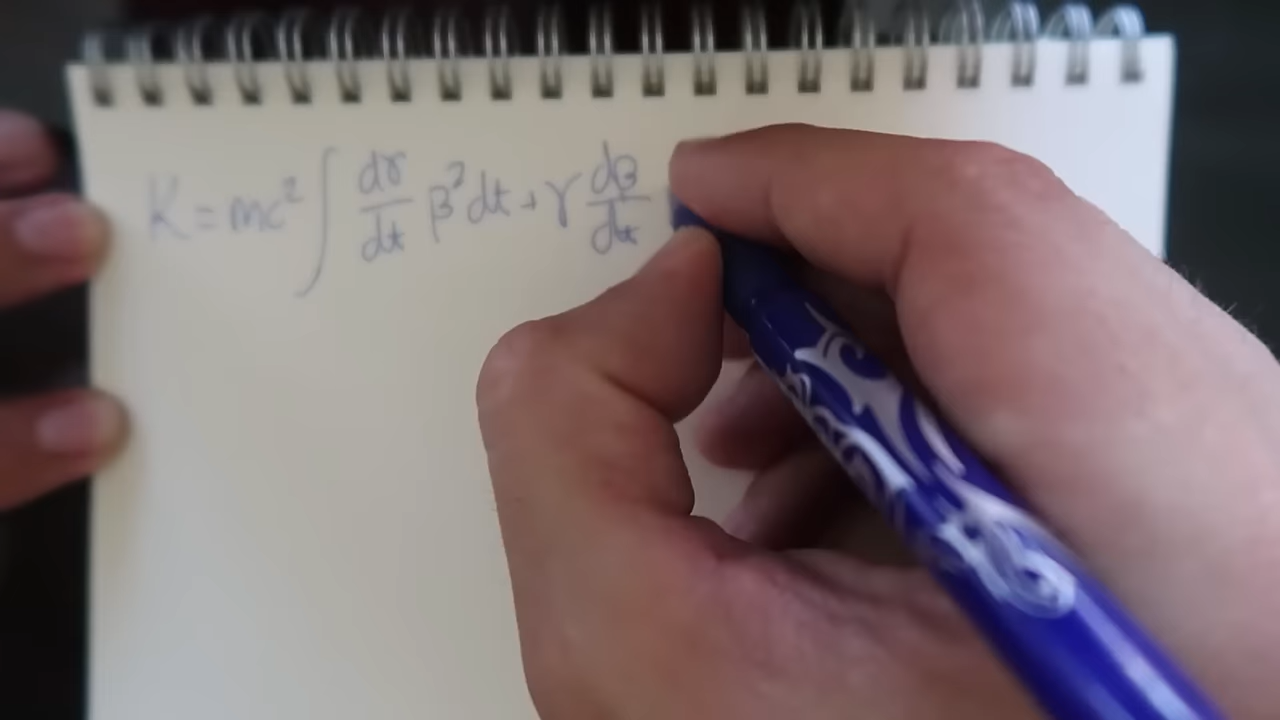 K = mc² ∫ dγ/dt β² dt + γ dβ/dt